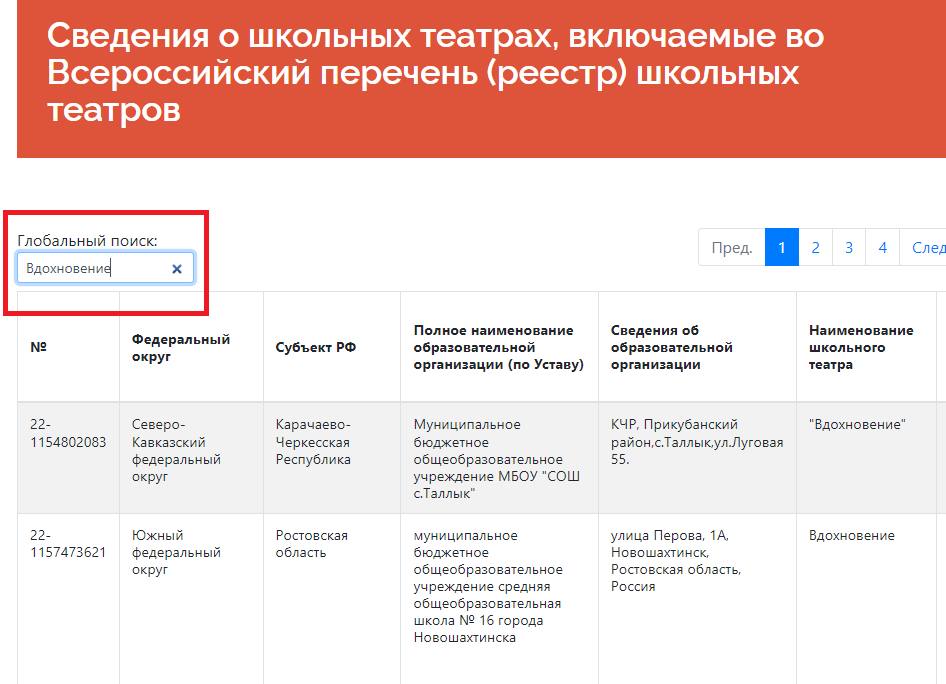 Сведения о школьных театрах, включаемые во
Всероссийский перечень (реестр) школьных
театров
Глобальный поиск:
Вдохновение ×
Пред. 1 2 3 4 След
№
Федеральный
округ
Субъект РФ
Полное наименование
образовательной
организации (по Уставу)
Сведения об
образовательной
организации
Наименование
школьного
театра
22-
1154802083
Северо-
Кавказский
федеральный
округ
Карачаево-
Черкесская
Республика
Муниципальное
бюджетное
общеобразовательное
учреждение МБОУ "СОШ
с.Таллык"
КЧР, Прикубанский
район,с.Таллык,ул.Луговая
55.
"Вдохновение"
22-
1157473621
Южный
федеральный
округ
Ростовская
область
муниципальное
бюджетное
общеобразовательное
учреждение средняя
общеобразовательная
школа № 16 города
Новошахтинска
улица Перова, 1А,
Новошахтинск,
Ростовская область,
Россия
Вдохновение